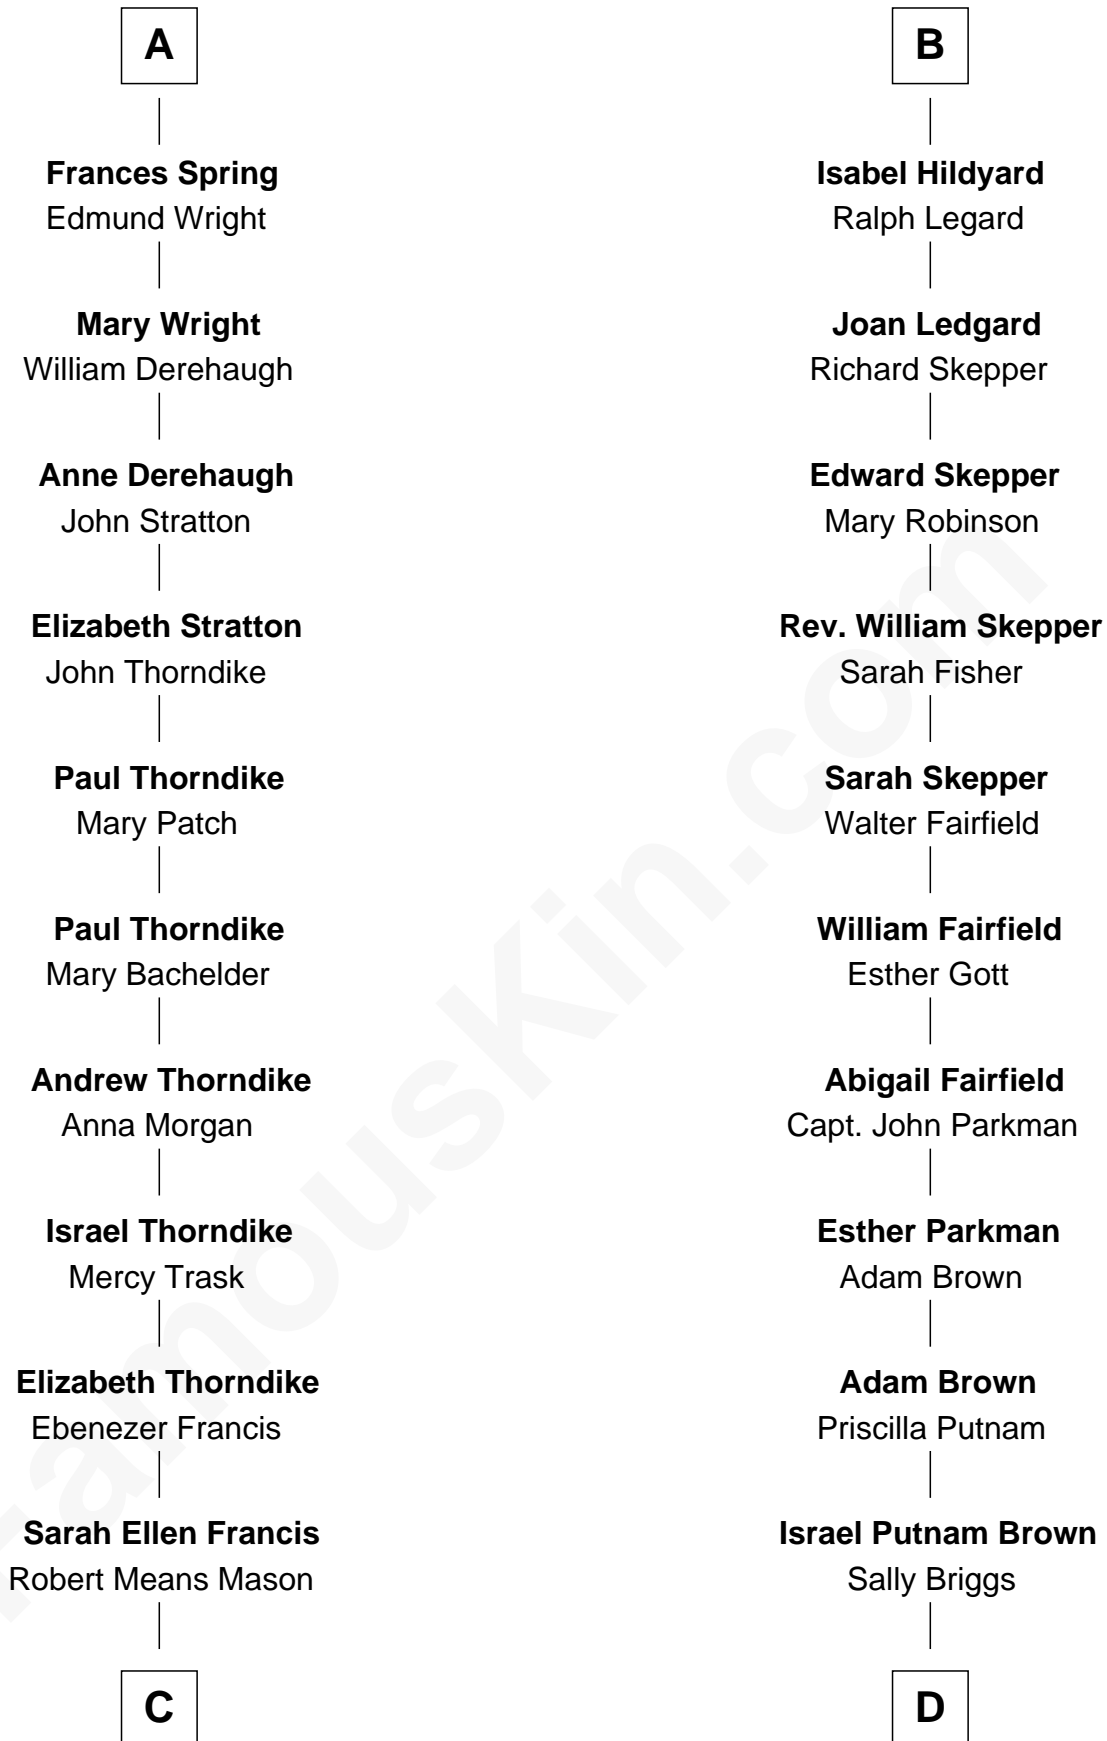 A
Frances Spring
Edmund Wright
Mary Wright
William Derehaugh
Anne Derehaugh
John Stratton
Elizabeth Stratton
John Thorndike
Paul Thorndike
Mary Patch
Paul Thorndike
Mary Bachelder
Andrew Thorndike
Anna Morgan
Israel Thorndike
Mercy Trask
Elizabeth Thorndike
Ebenezer Francis
Sarah Ellen Francis
Robert Means Mason
C
B
Isabel Hildyard
Ralph Legard
Joan Ledgard
Richard Skepper
Edward Skepper
Mary Robinson
Rev. William Skepper
Sarah Fisher
Sarah Skepper
Walter Fairfield
William Fairfield
Esther Gott
Abigail Fairfield
Capt. John Parkman
Esther Parkman
Adam Brown
Adam Brown
Priscilla Putnam
Israel Putnam Brown
Sally Briggs
D
FamousKin.com